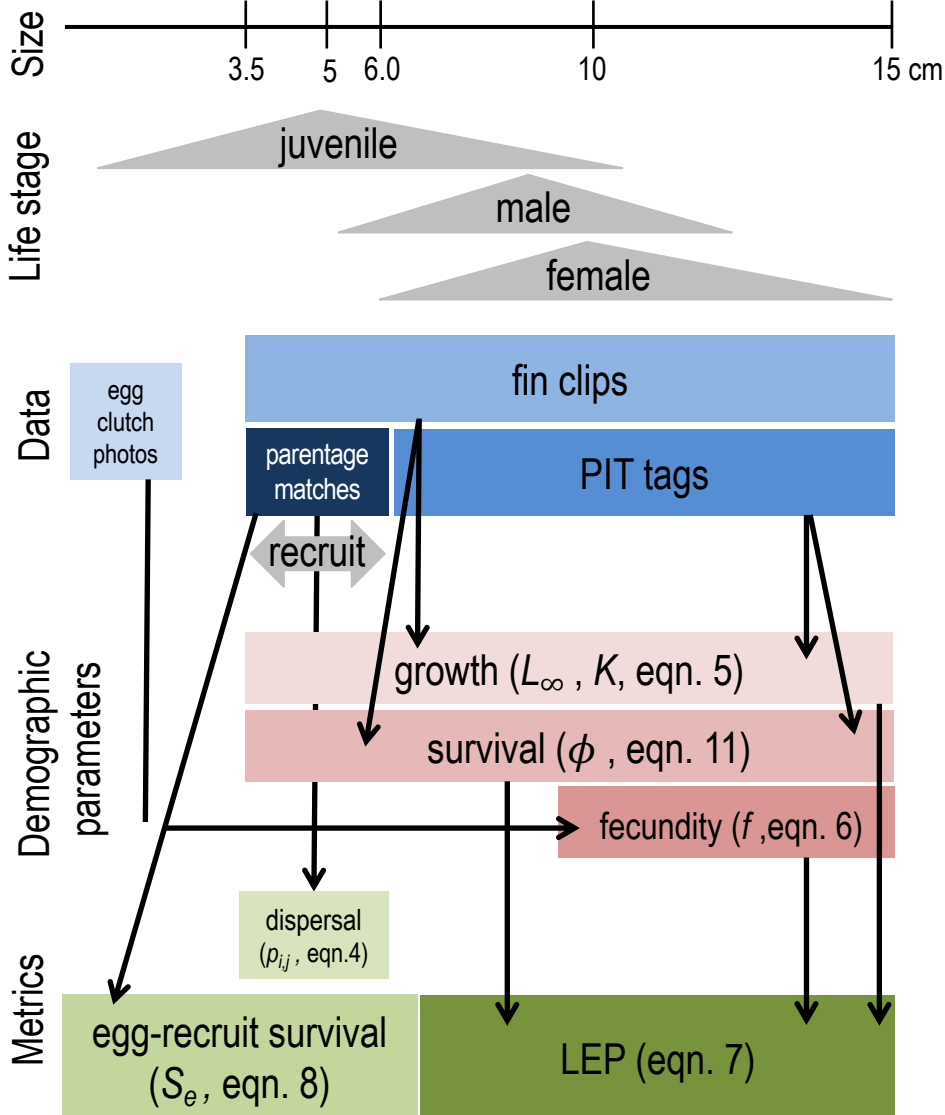 Size
3.5
5
6.0
10
15 cm
Life stage
juvenile
male
female
Data
egg
clutch
photos
fin clips
parentage
matches
PIT tags
recruit
Demographic
parameters
growth (L∞ , K, eqn. 5)
survival (ϕ , eqn. 11)
fecundity (f ,eqn. 6)
dispersal
(pi,j , eqn.4)
Metrics
egg-recruit survival
(Se, eqn. 8)
LEP (eqn. 7)